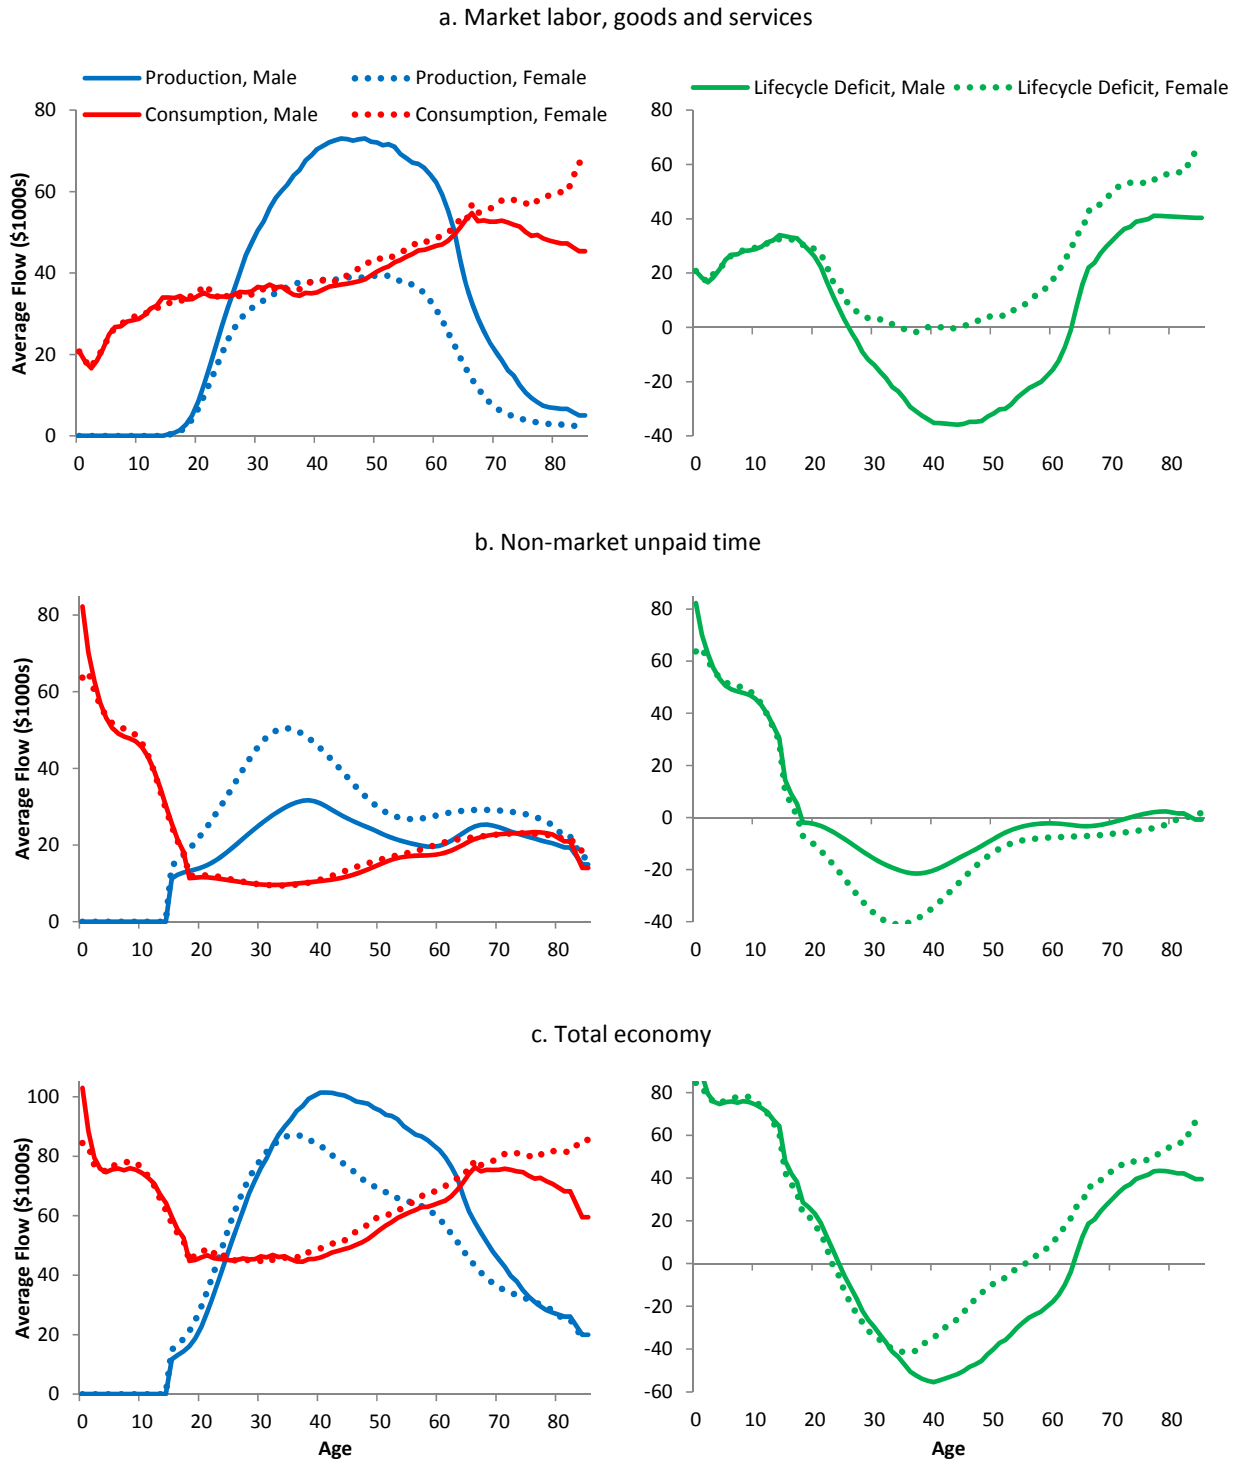 a. Market labor, goods and services
Production, Male
Production, Female
Consumption, Male
Consumption, Female
Average Flow ($1000s)
80
60
40
20
0
0 10 20 30 40 50 60 70 80
Lifecycle Deficit, Male
Lifecycle Deficit, Female
80
60
40
20
0
-20
-40
0 10 20 30 40 50 60 70 80
b. Non-market unpaid time
Average Flow ($1000s)
80
60
40
20
0
0 10 20 30 40 50 60 70 80
80
60
40
20
0
-20
-40
0 10 20 30 40 50 60 70 80
c. Total economy
Average Flow ($1000s)
100
80
60
40
20
0
0 10 20 30 40 50 60 70 80
Age
80
60
40
20
0
-20
-40
-60
0 10 20 30 40 50 60 70 80
Age